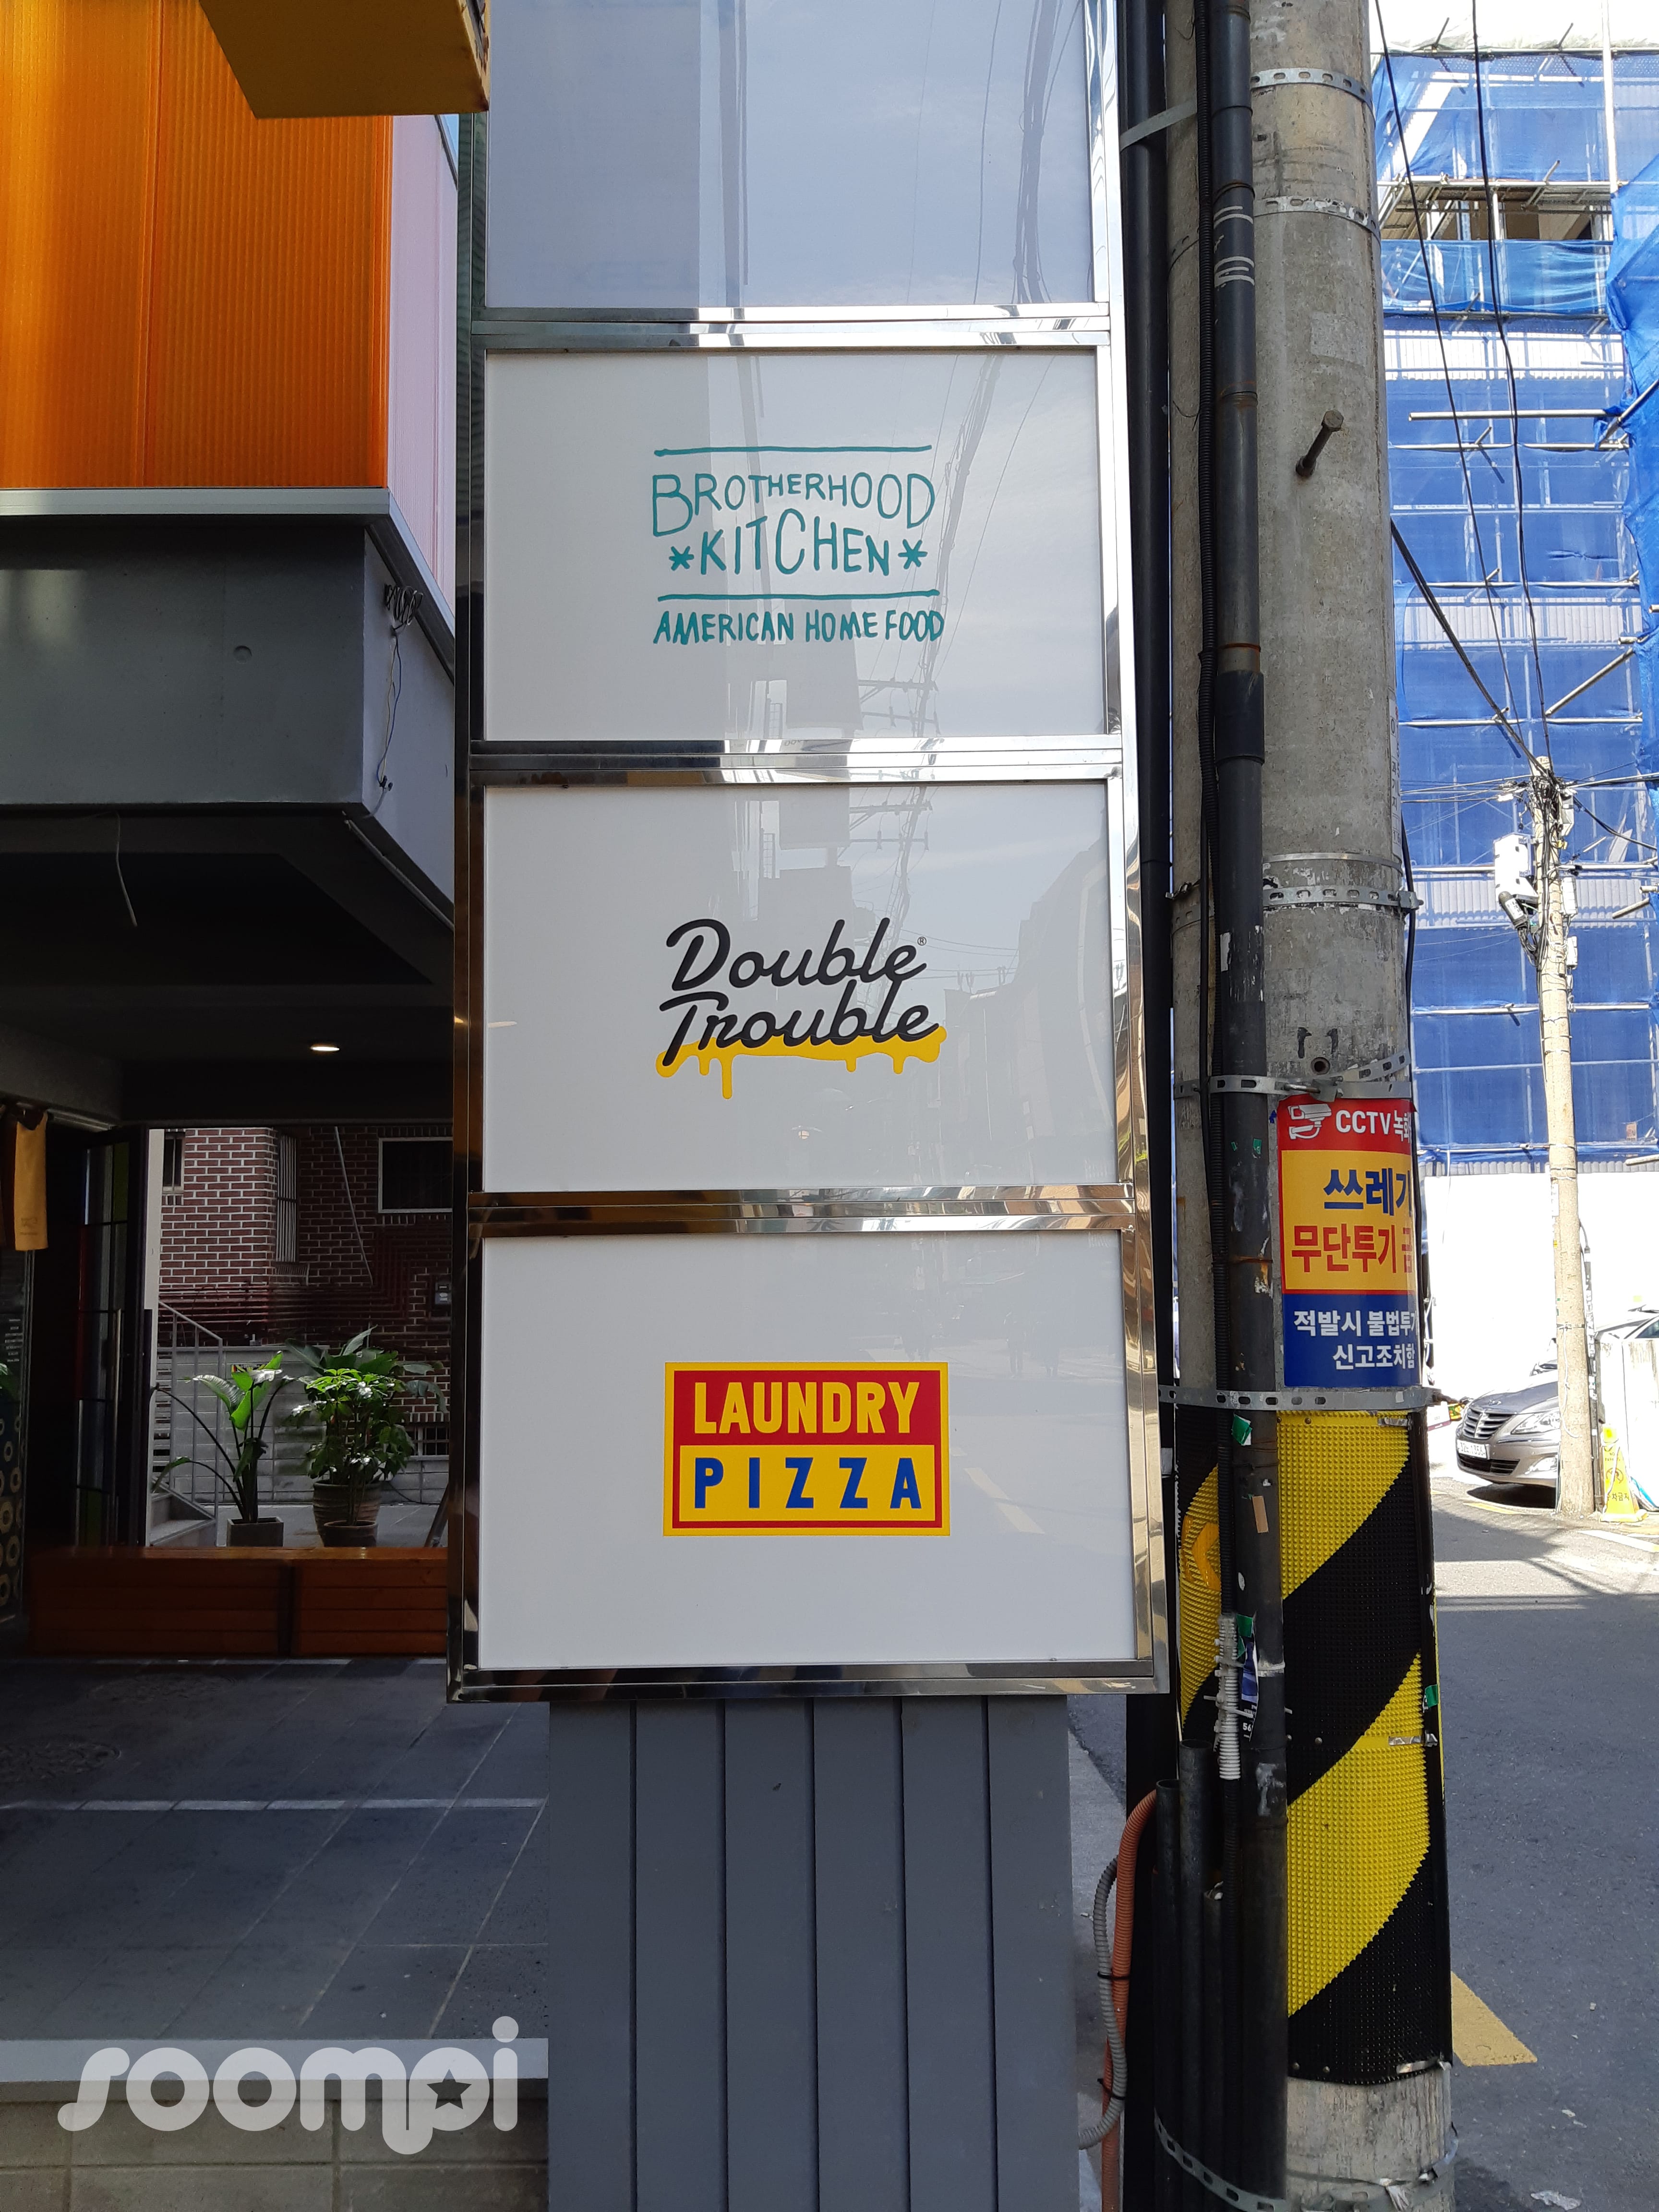 BROTHERHOOD
*KITCHEN*
AMERICAN HOME FOOD
Double®
Trouble
LAUNDRY
PIZZA
CCTV
쓰레기
무단투기
적발시 불법투기
신고조치함
soompi